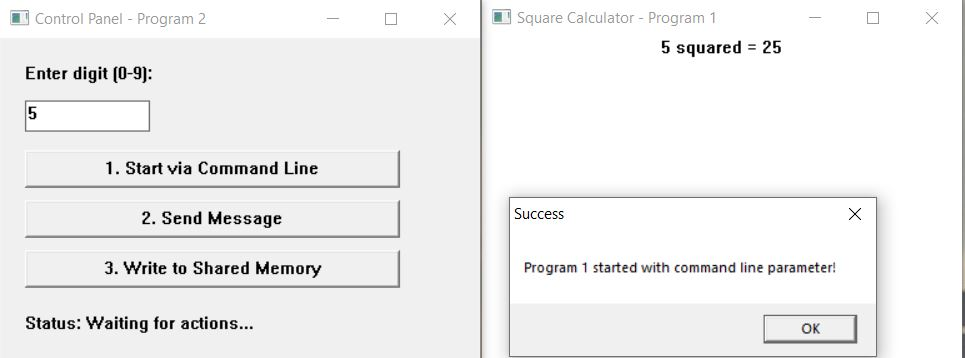 Control Panel - Program 2
Enter digit (0-9):
5
1. Start via Command Line
2. Send Message
3. Write to Shared Memory
Status: Waiting for actions...
Square Calculator - Program 1
5 squared = 25
Success
Program 1 started with command line parameter!
OK